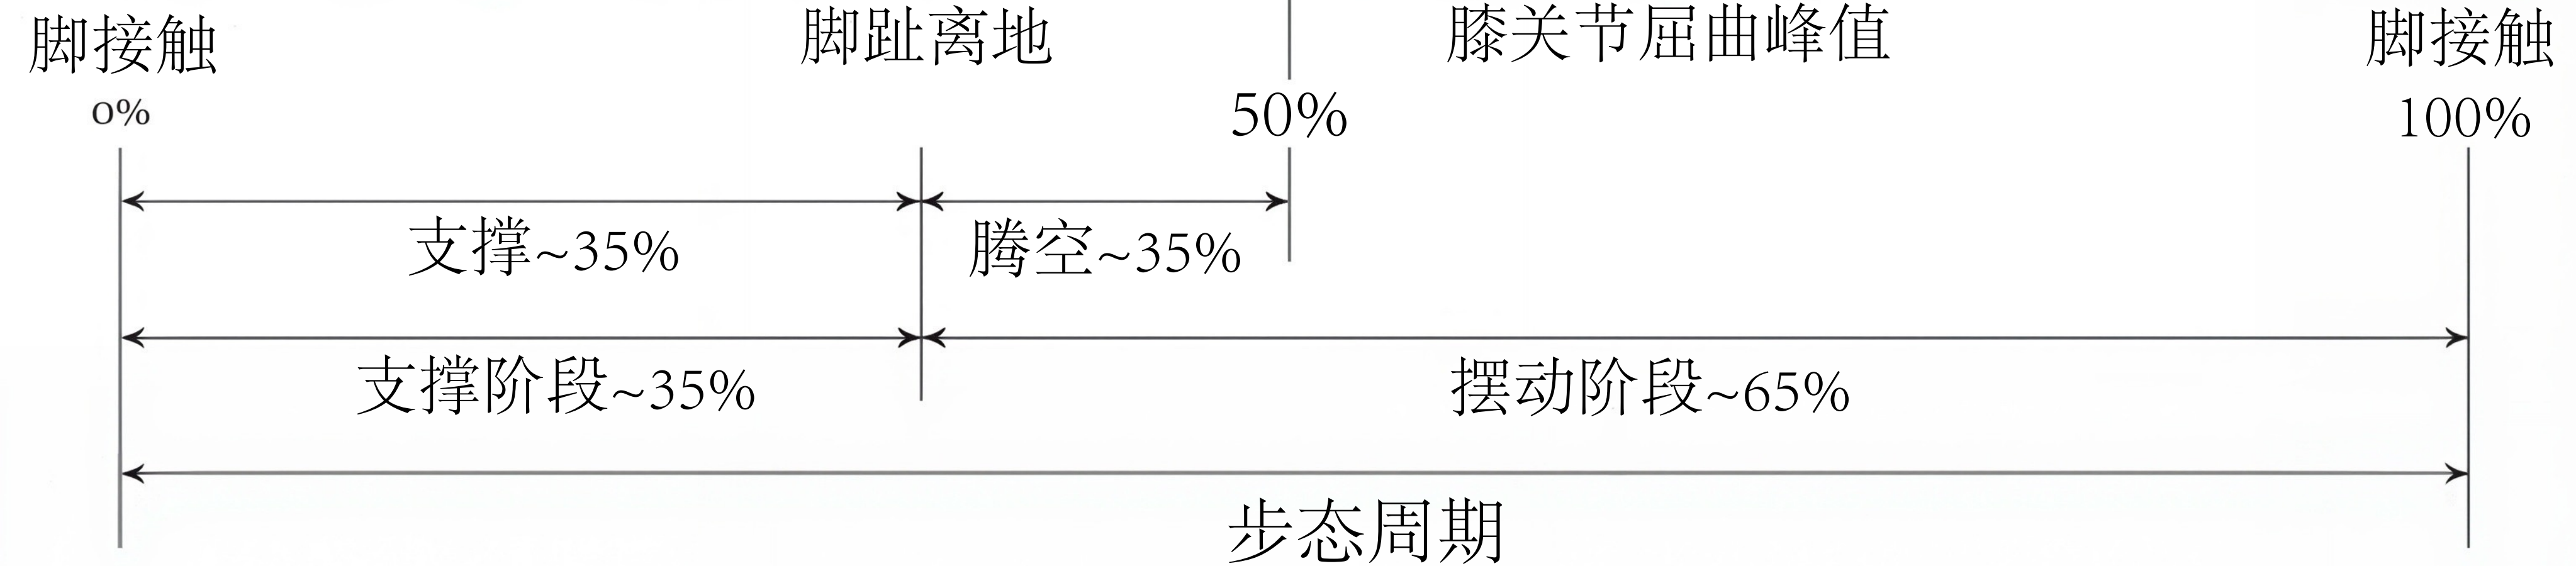 脚接触 脚趾离地 膝关节屈曲峰值 脚接触
0% 50% 100%
支撑~35% 腾空~35%
支撑阶段~35% 摆动阶段~65%
步态周期